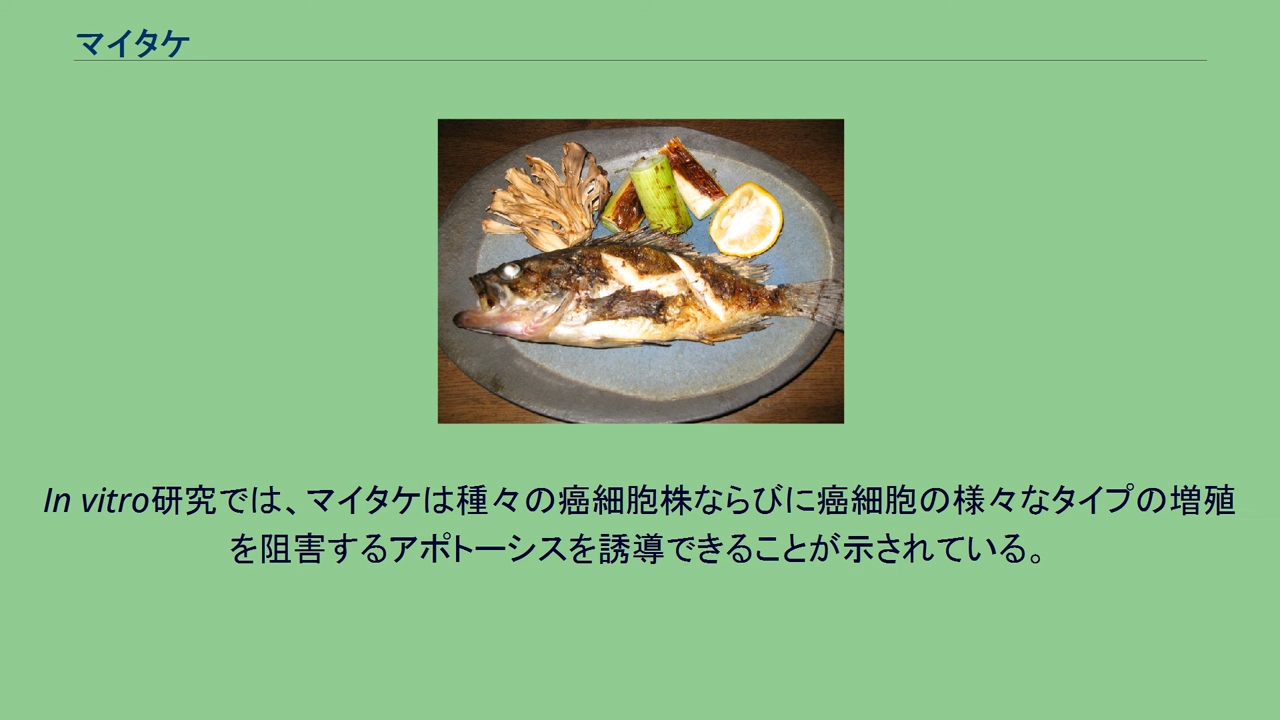 マイタケ
In vitro研究では、マイタケは種々の癌細胞株ならびに癌細胞の様々なタイプの増殖
を阻害するアポトーシスを誘導できることが示されている。